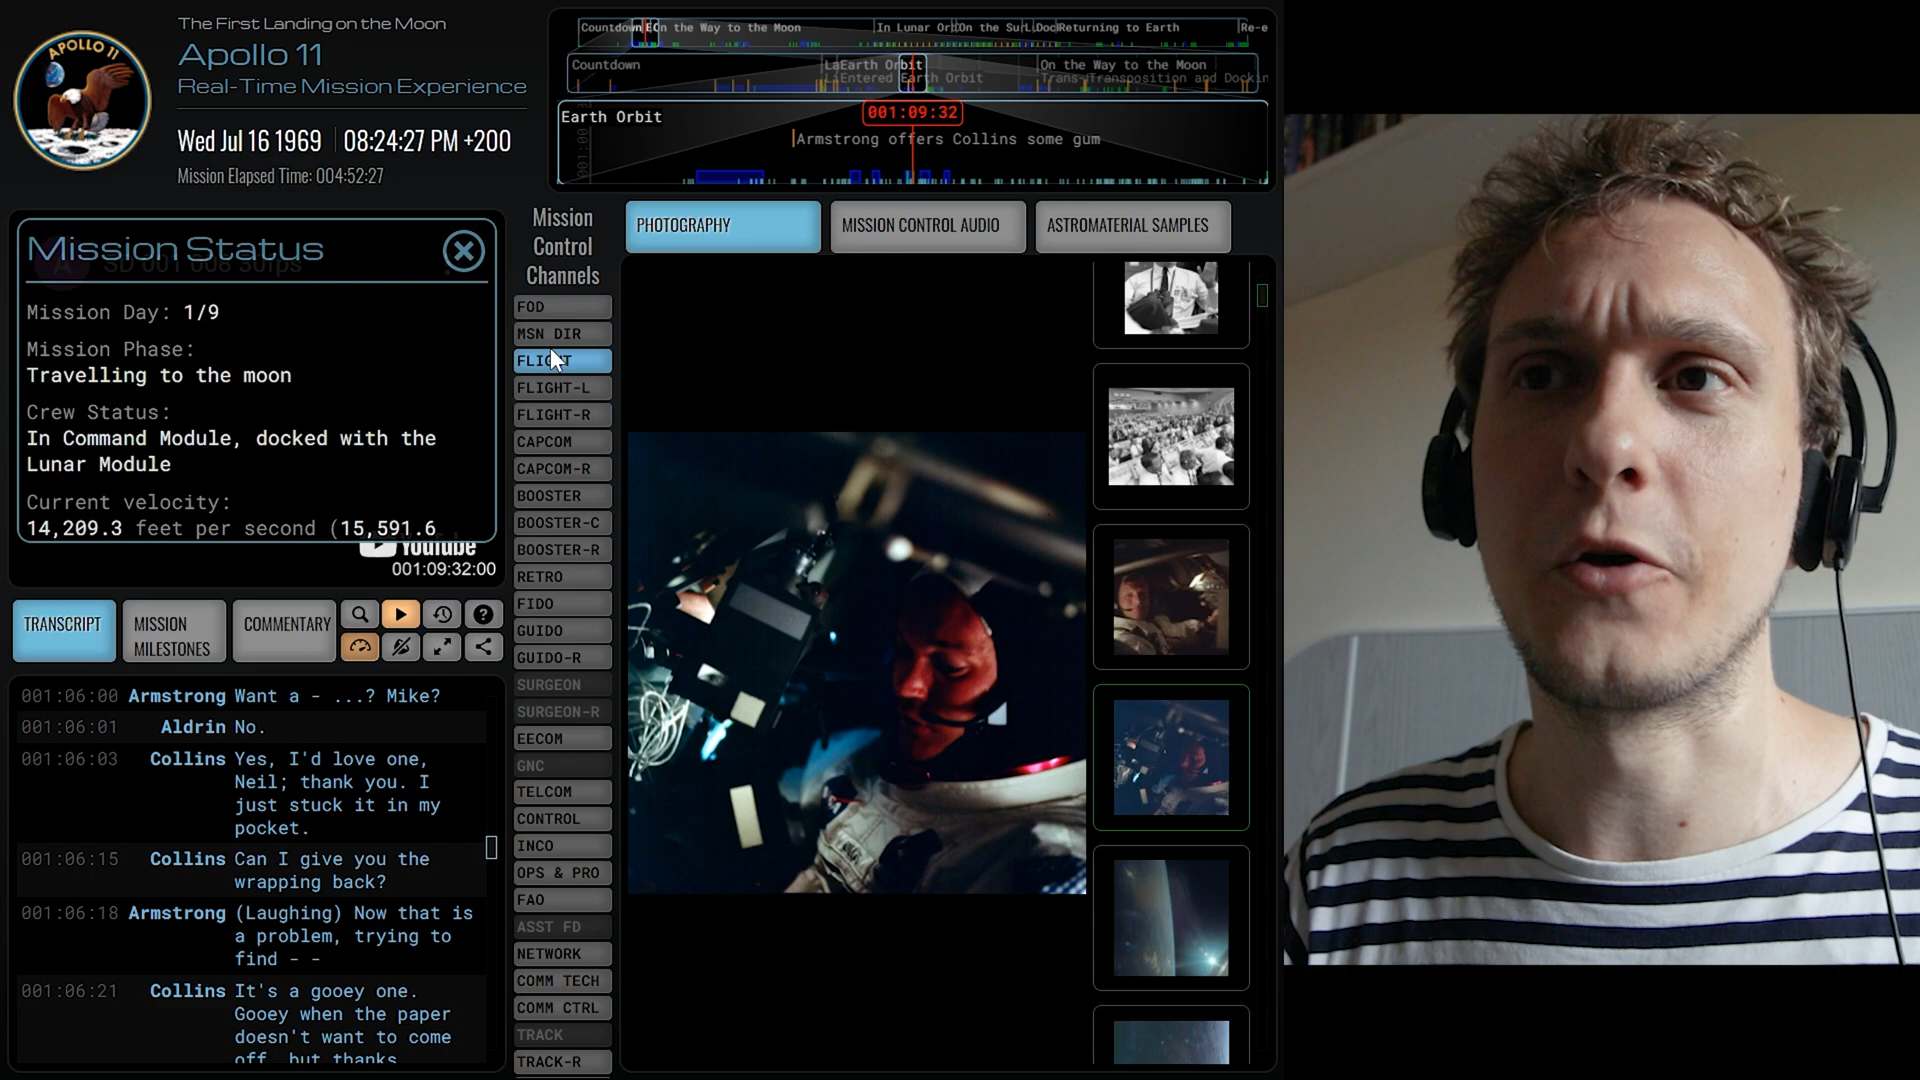 The First Landing on the Moon
Apollo 11
Real-Time Mission Experience
Wed Jul 16 1969 08:24:27 PM +200
Mission Elapsed Time: 004:52:27
APOLLO 11
Countdown
On the Way to the Moon
On the
Returning to Earth
Re-e
Countdown
Earth Orbit
On the Way to the Moon
Entered Earth Orbit
Transposition and Dockin
001:09:32
Earth Orbit
Armstrong offers Collins some gum
Mission Status
Mission Day: 1/9
Mission Phase:
Travelling to the moon
Crew Status:
In Command Module, docked with the
Lunar Module
Current velocity:
14,209.3 feet per second (15,591.6
YouTube
001:09:32:00
TRANSCRIPT
MISSION
MILESTONES
COMMENTARY
001:06:00 Armstrong Want a - ...? Mike?
001:06:01 Aldrin No.
001:06:03 Collins Yes, I'd love one,
Neil; thank you. I
just stuck it in my
pocket.
001:06:15 Collins Can I give you the
wrapping back?
001:06:18 Armstrong (Laughing) Now that is
a problem, trying to
find - -
001:06:21 Collins It's a gooey one.
Gooey when the paper
doesn't want to come
off, but thanks
Mission
Control
Channels
FOD
MSN DIR
FLIGHT
FLIGHT-L
FLIGHT-R
CAPCOM
CAPCOM-R
BOOSTER
BOOSTER-C
BOOSTER-R
RETRO
FIDO
GUIDO
GUIDO-R
SURGEON
SURGEON-R
EECOM
GNC
TELCOM
CONTROL
INCO
OPS & PRO
FAO
ASST FD
NETWORK
COMM TECH
COMM CTRL
TRACK
TRACK-R
PHOTOGRAPHY
MISSION CONTROL AUDIO
ASTROMATERIAL SAMPLES